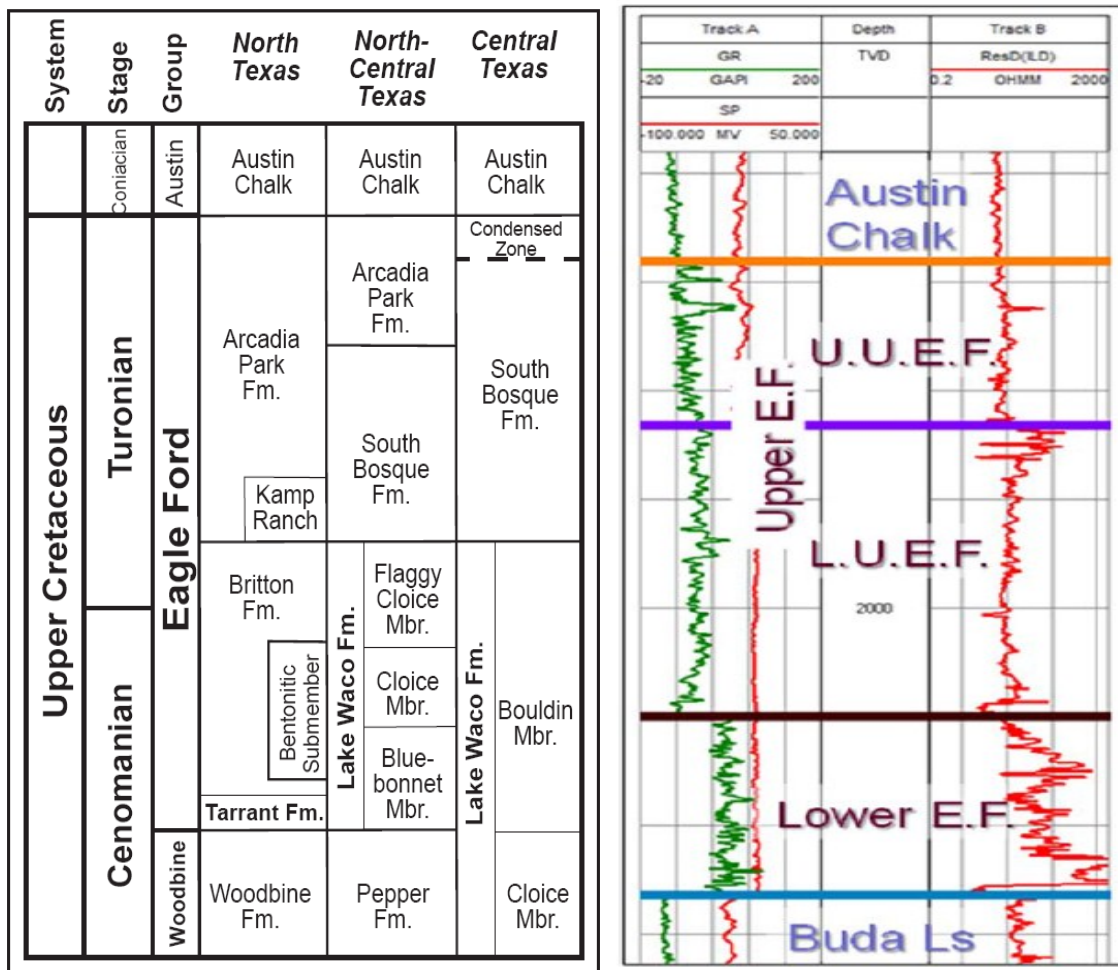 System
Stage
Group
North
Texas
North-
Central
Texas
Central
Texas
Upper Cretaceous
Coniacian
Turonian
Cenomanian
Austin
Eagle Ford
Woodbine
Austin
Chalk
Arcadia
Park
Fm.
Kamp
Ranch
Britton
Fm.
Bentonitic
Submember
Tarrant Fm.
Woodbine
Fm.
Austin
Chalk
Arcadia
Park
Fm.
South
Bosque
Fm.
Lake Waco Fm.
Flaggy
Cloice
Mbr.
Cloice
Mbr.
Blue-
bonnet
Mbr.
Pepper
Fm.
Austin
Chalk
Condensed
Zone
South
Bosque
Fm.
Lake Waco Fm.
Bouldin
Mbr.
Cloice
Mbr.
Track A Depth Track B
GR TVD ResD(ILD)
-20 GAPI 200 0.2 OHMM 2000
SP
-100.000 MV 50.000
Austin
Chalk
U.U.E.F.
Upper E.F.
L.U.E.F.
2000
Lower E.F.
Buda Ls